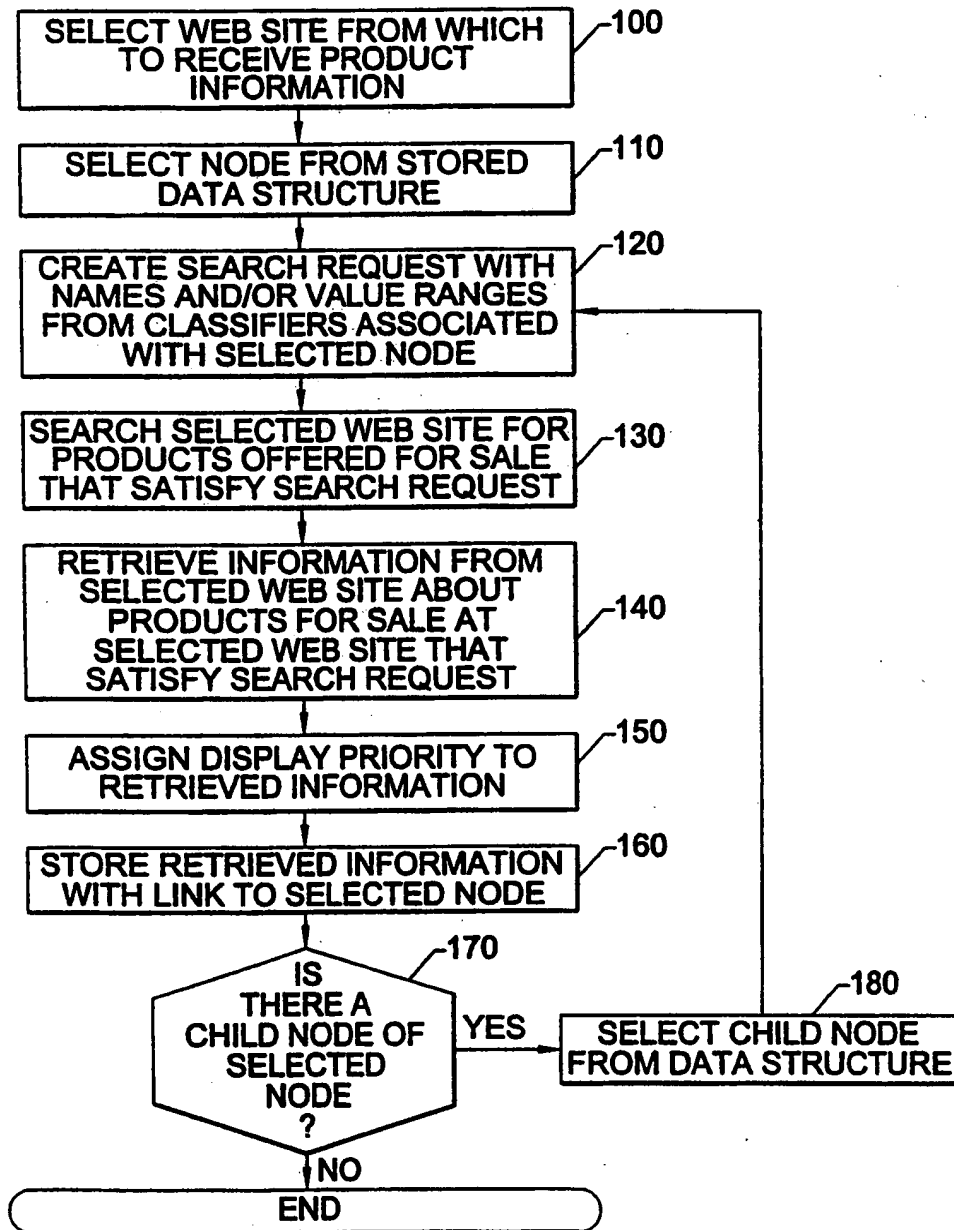 SELECT WEB SITE FROM WHICH
TO RECEIVE PRODUCT
INFORMATION
100
SELECT NODE FROM STORED
DATA STRUCTURE
110
CREATE SEARCH REQUEST WITH
NAMES AND/OR VALUE RANGES
FROM CLASSIFIERS ASSOCIATED
WITH SELECTED NODE
120
SEARCH SELECTED WEB SITE FOR
PRODUCTS OFFERED FOR SALE
THAT SATISFY SEARCH REQUEST
130
RETRIEVE INFORMATION FROM
SELECTED WEB SITE ABOUT
PRODUCTS FOR SALE AT
SELECTED WEB SITE THAT
SATISFY SEARCH REQUEST
140
ASSIGN DISPLAY PRIORITY TO
RETRIEVED INFORMATION
150
STORE RETRIEVED INFORMATION
WITH LINK TO SELECTED NODE
160
IS
THERE A
CHILD NODE OF
SELECTED
NODE
?
170
YES
SELECT CHILD NODE
FROM DATA STRUCTURE
180
NO
END